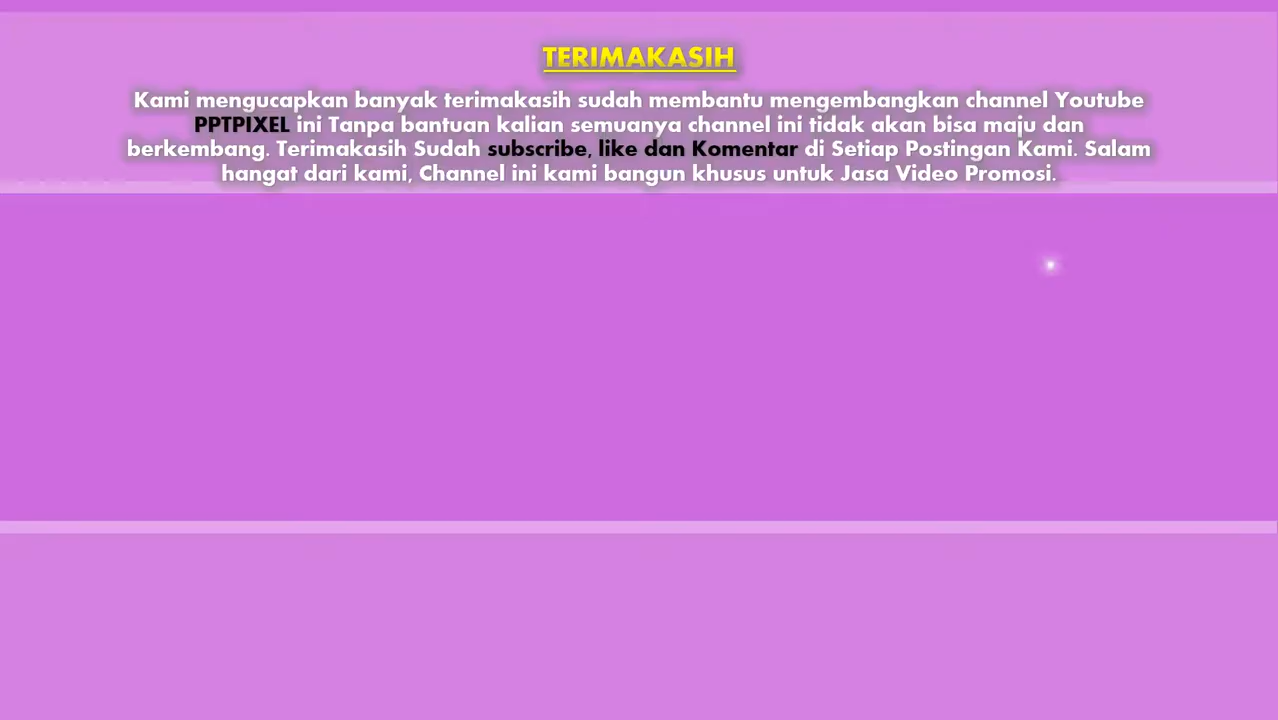 TERIMAKASIH
Kami mengucapkan banyak terimakasih sudah membantu mengembangkan channel Youtube
PPTPIXEL ini Tanpa bantuan kalian semuanya channel ini tidak akan bisa maju dan
berkembang. Terimakasih Sudah subscribe, like dan Komentar di Setiap Postingan Kami. Salam
hangat dari kami, Channel ini kami bangun khusus untuk Jasa Video Promosi.